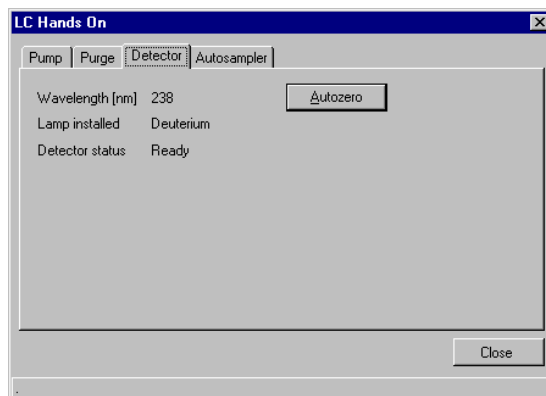 LC Hands On
Pump Purge Detector Autosampler
Wavelength [nm] 238 Autozero
Lamp installed Deuterium
Detector status Ready
Close
.